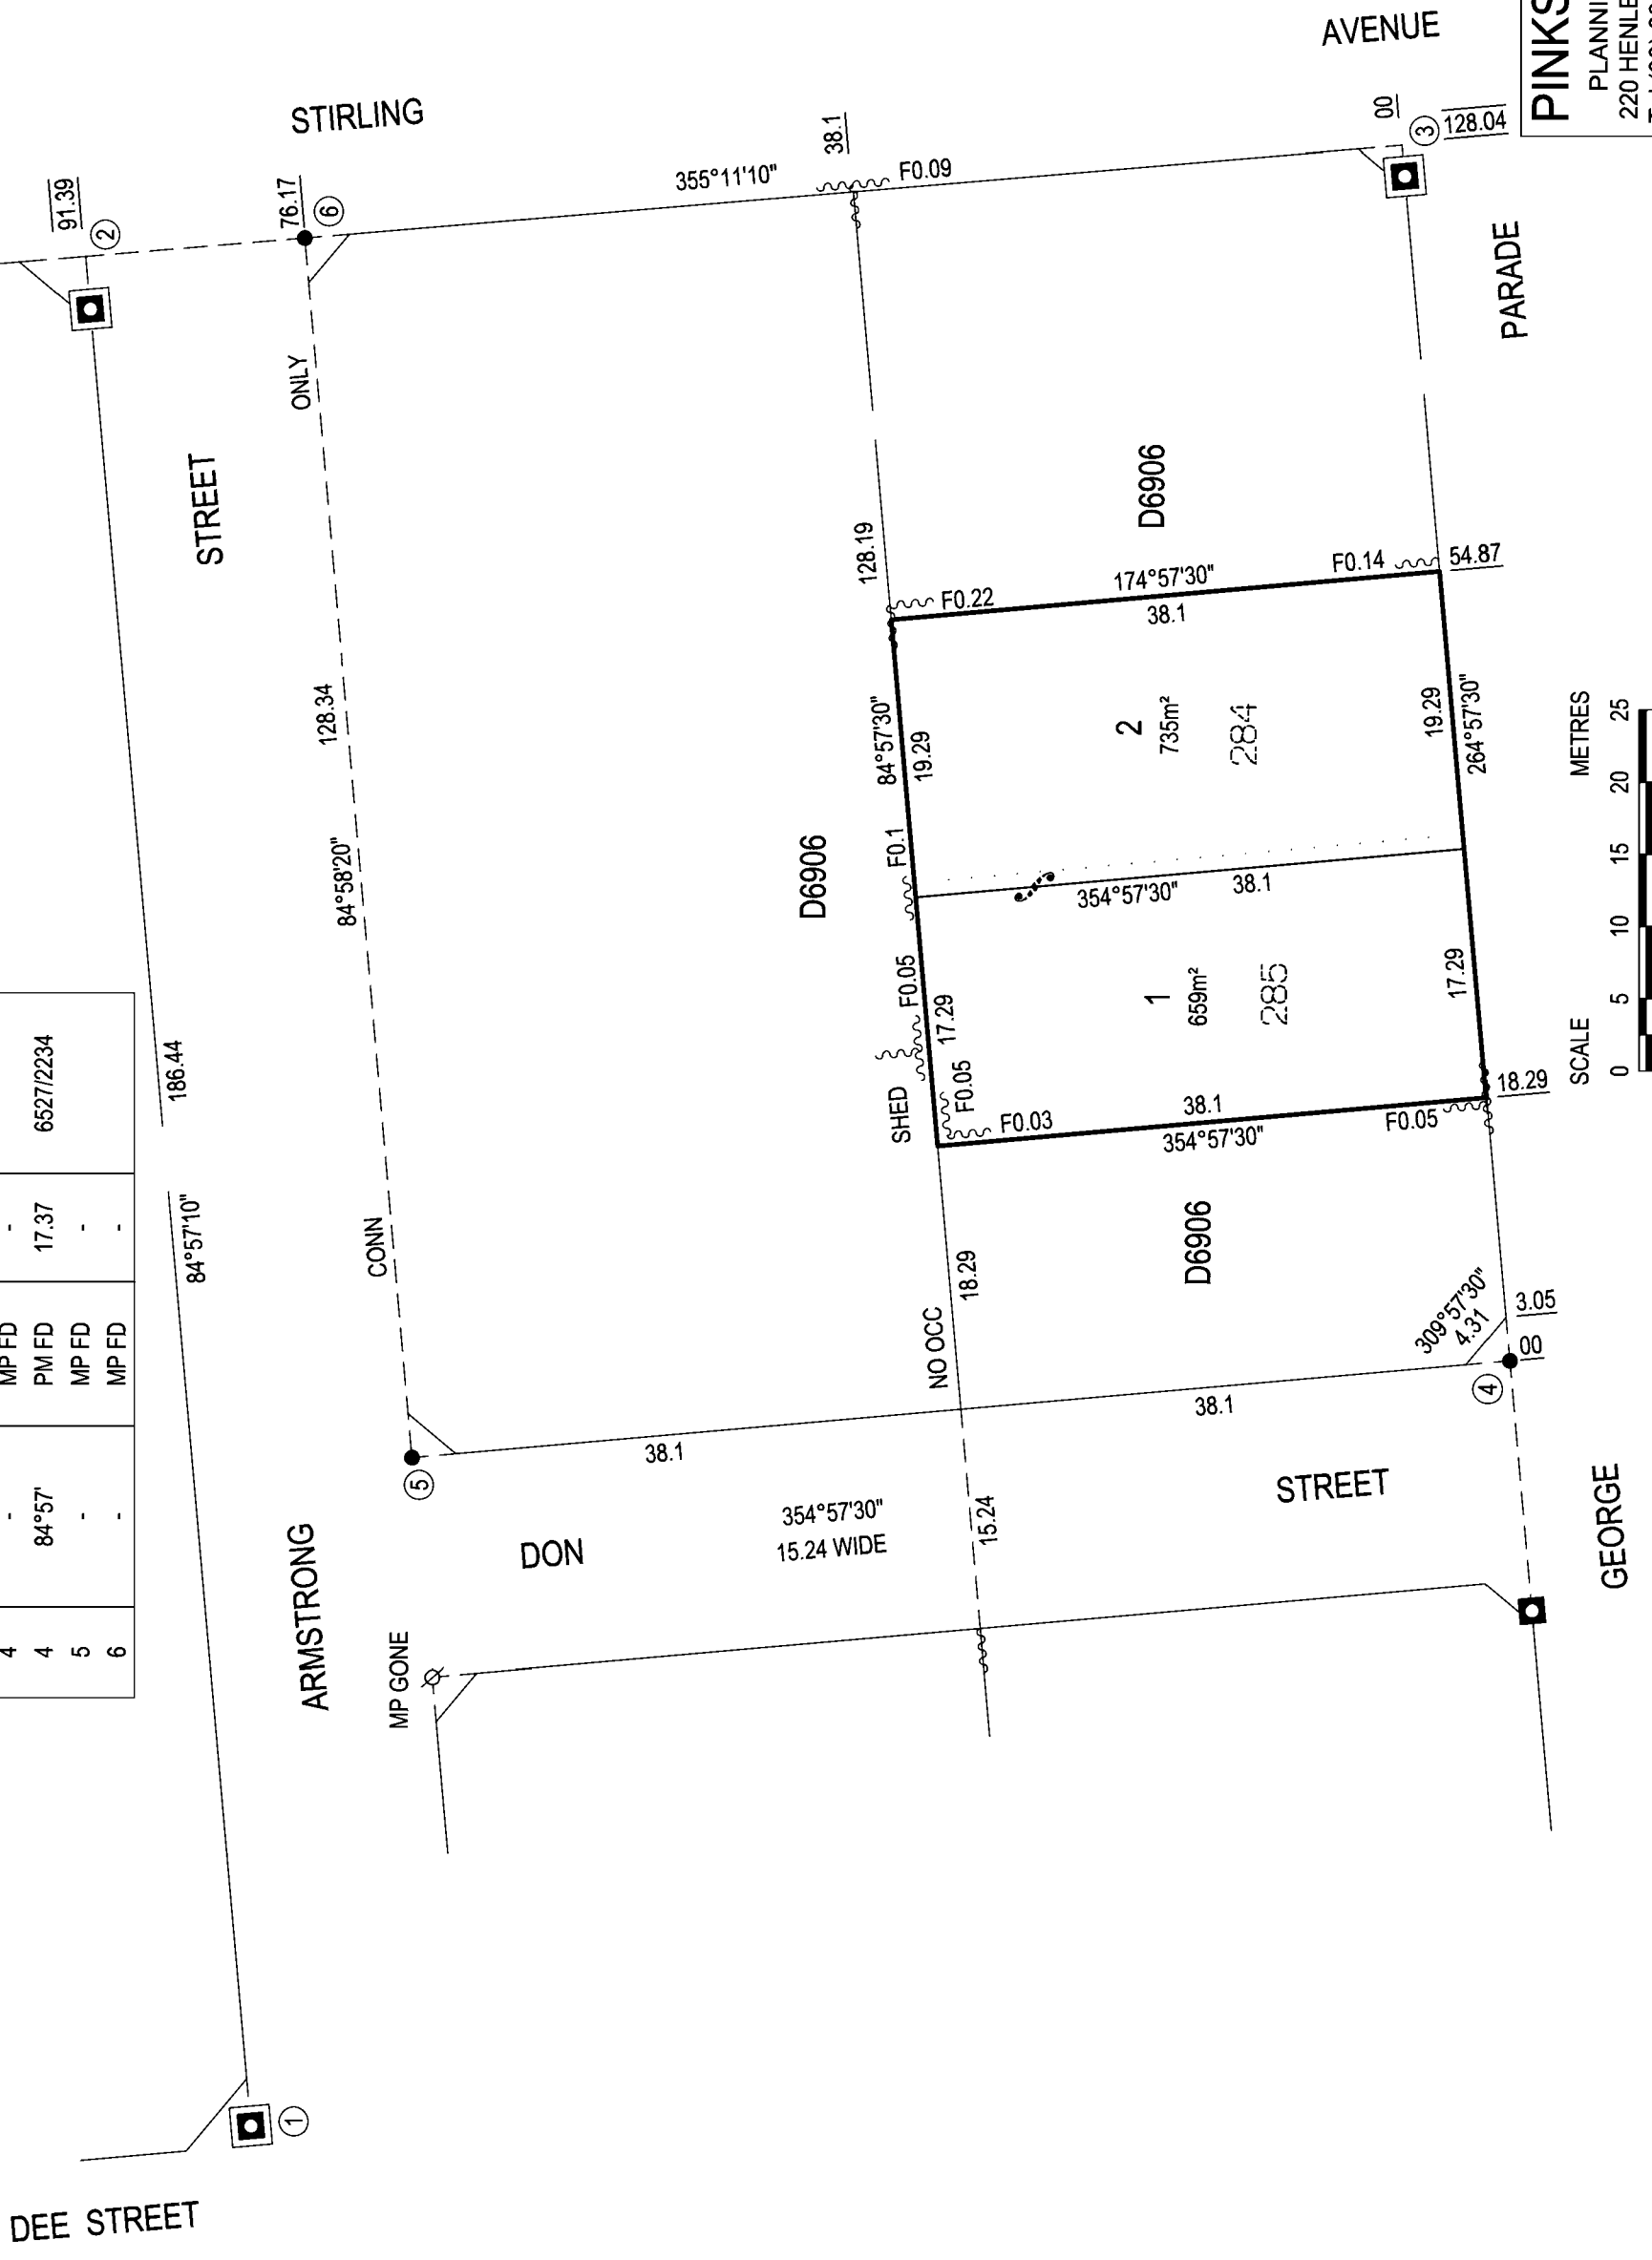 4 - MP FD -
4 84°57' PM FD 17.37 6527/2234
5 - MP FD -
6 - MP FD -
DEE STREET
1
84°57'10"
186.44
91.39
2
ARMSTRONG
STREET
STIRLING
AVENUE
76.17
6
355°11'10"
38.1
F0.09
00
3
128.04
MP GONE
5
CONN
84°58'20"
128.34
ONLY
38.1
DON
STREET
354°57'30"
15.24 WIDE
15.24
38.1
NO OCC
18.29
D6906
309°57'30"
4.31
4
00
3.05
18.29
SHED
F0.05
F0.05
F0.1
F0.03
F0.05
17.29
38.1
354°57'30"
1
659m²
285
17.29
D6906
84°57'30"
19.29
354°57'30"
38.1
2
735m²
284
19.29
264°57'30"
128.19
F0.22
174°57'30"
38.1
F0.14
54.87
D6906
GEORGE
PARADE
SCALE
METRES
0 5 10 15 20 25
PINKS
PLANNI
220 HENLE